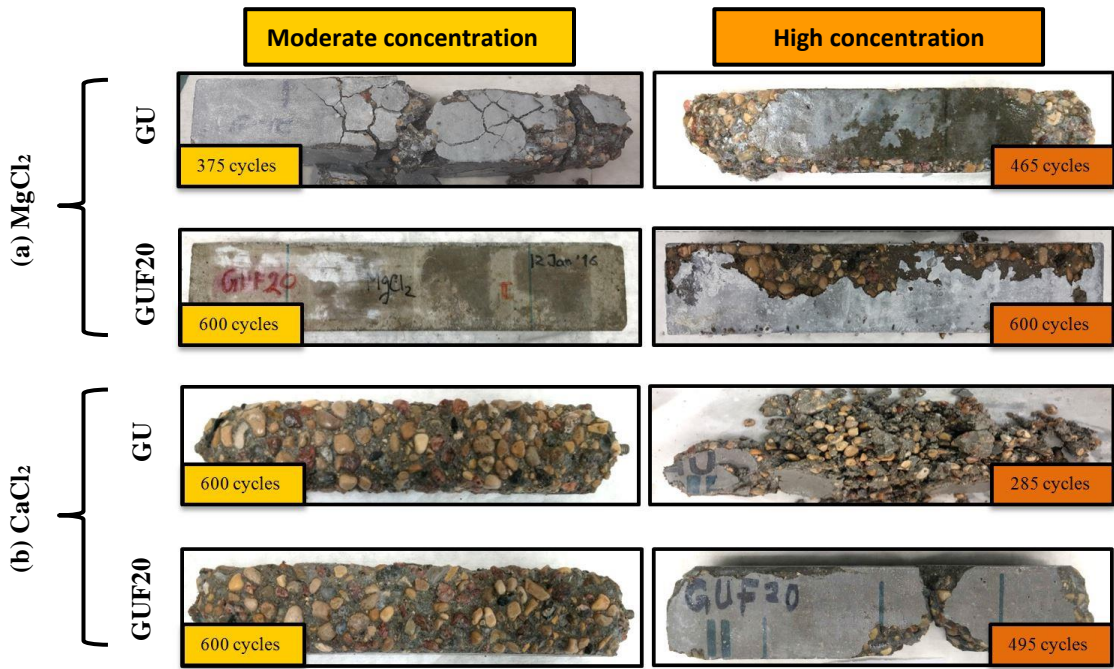 Moderate concentration
High concentration
(a) MgCl₂
GU
375 cycles
465 cycles
GUF20
GUF20
MgCl₂
12 Jan '16
600 cycles
600 cycles
(b) CaCl₂
GU
600 cycles
285 cycles
GUF20
600 cycles
GUF20
495 cycles